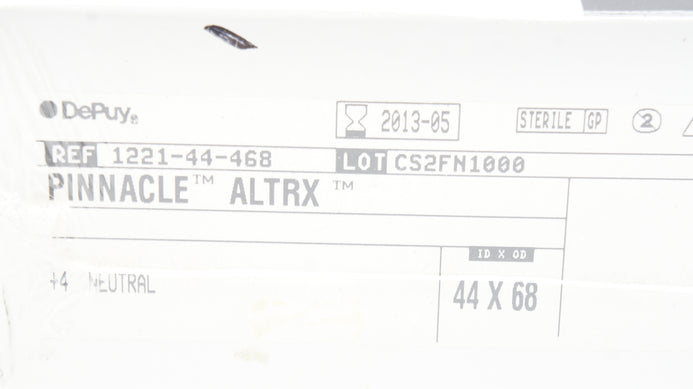 DePuy®
2013-05 STERILE GP 2
REF 1221-44-468 LOT CS2FN1000
PINNACLE™ ALTRX™
ID X OD
+4 NEUTRAL
44 X 68